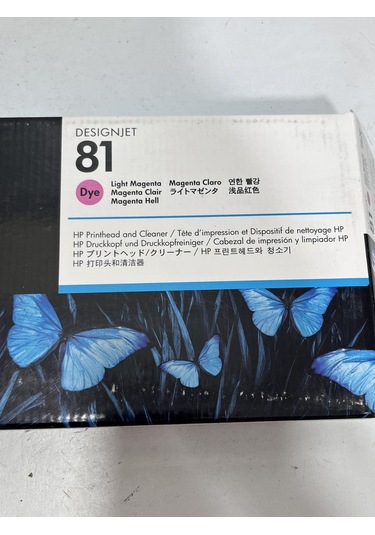 DESIGNJET
81
Dye
Light Magenta Magenta Claro 연한 빨강
Magenta Clair ライトマゼンタ 浅品红色
Magenta Hell
HP Printhead and Cleaner / Tête d'impression et Dispositif de nettoyage HP
HP Druckkopf und Druckkopfreiniger / Cabezal de impresión y limpiador HP
HP プリントヘッド/クリーナー / HP 프린트헤드와 청소기
HP 打印头和清洁器